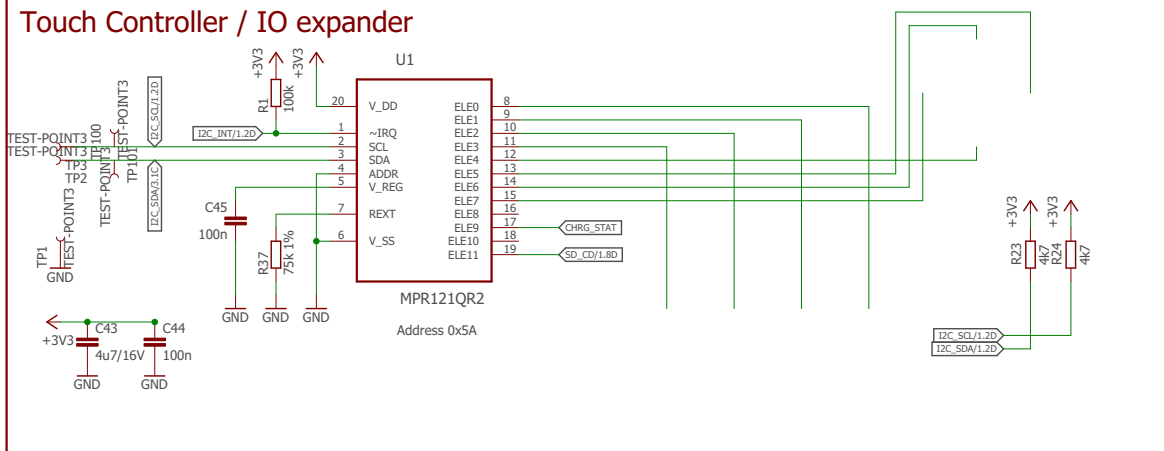 Touch Controller / IO expander
U1
+3V3
+3V3
R1
100k
I2C_SCL/1.2D
TEST-POINT3
TP100
I2C_INT/1.2D
TEST-POINT3
TEST-POINT3
TP3
TP2
TEST-POINT3
TP101
I2C_SDA/3.1C
TP1
TEST-POINT3
GND
20 V_DD
1 ~IRQ
2 SCL
3 SDA
4 ADDR
5 V_REG
7 REXT
6 V_SS
ELE0 8
ELE1 9
ELE2 10
ELE3 11
ELE4 12
ELE5 13
ELE6 14
ELE7 15
ELE8 16
ELE9 17
ELE10 18
ELE11 19
CHRG_STAT
SD_CD/1.8D
C45
100n
R37
75k 1%
GND
GND
GND
MPR121QR2
Address 0x5A
+3V3
C43
4u7/16V
C44
100n
GND
GND
+3V3
+3V3
R23
4k7
R24
4k7
I2C_SCL/1.2D
I2C_SDA/1.2D